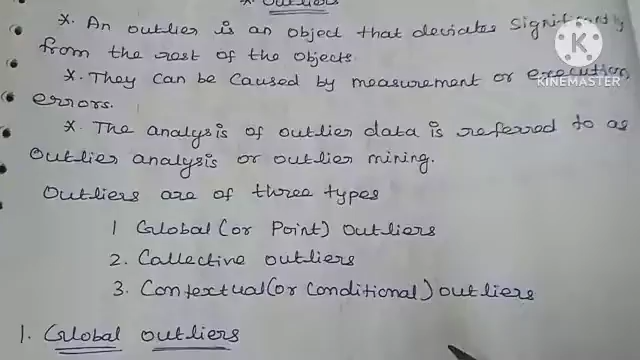 * Outliers
* An outlier is an object that deviates significantly
from the rest of the objects.
* They can be caused by measurement or execution
errors.
* The analysis of outlier data is referred to as
Outlier analysis or outlier mining.
Outliers are of three types
1 Global (or Point) Outliers
2. Collective outliers
3. Contextual (or Conditional) outliers
1. Global outliers
KINEMASTER